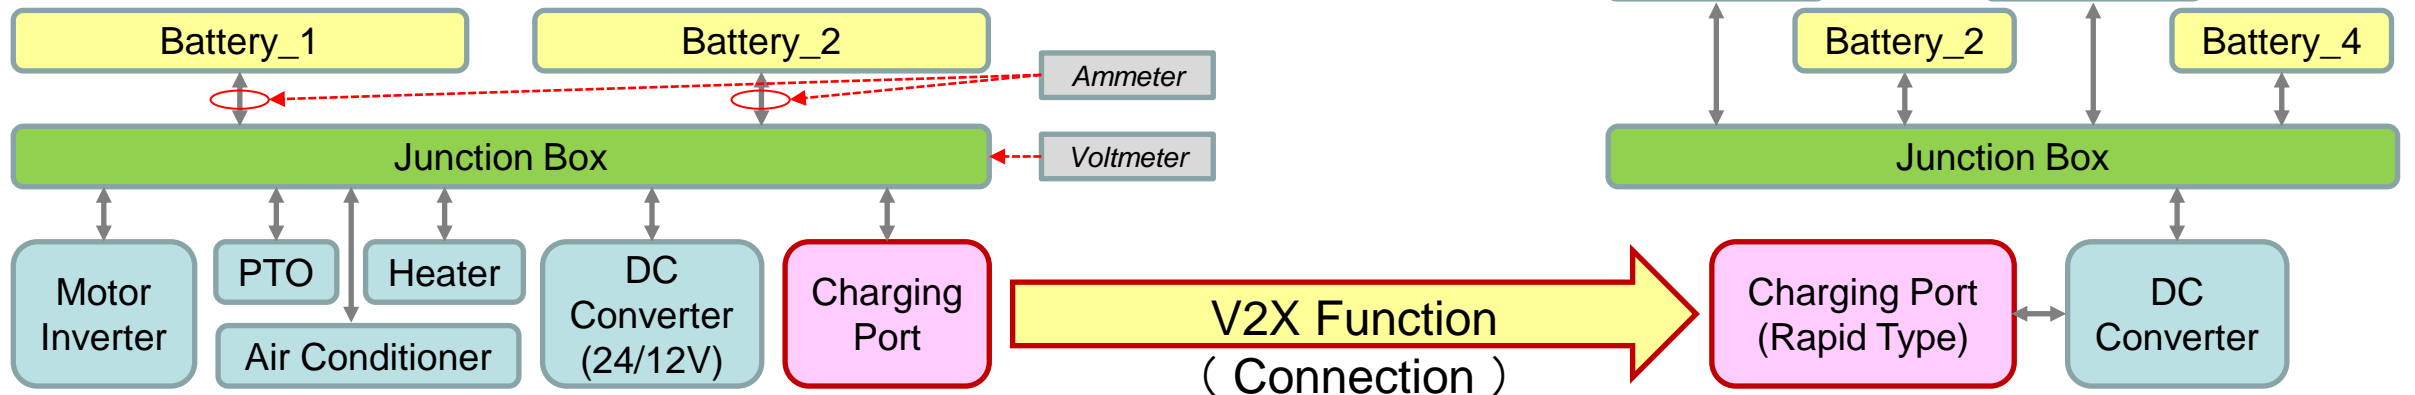 Battery_1
Battery_2
Ammeter
Junction Box
Voltmeter
Motor
Inverter
PTO
Heater
Air Conditioner
DC
Converter
(24/12V)
Charging
Port
V2X Function
（ Connection ）
Battery_2
Battery_4
Junction Box
Charging Port
(Rapid Type)
DC
Converter